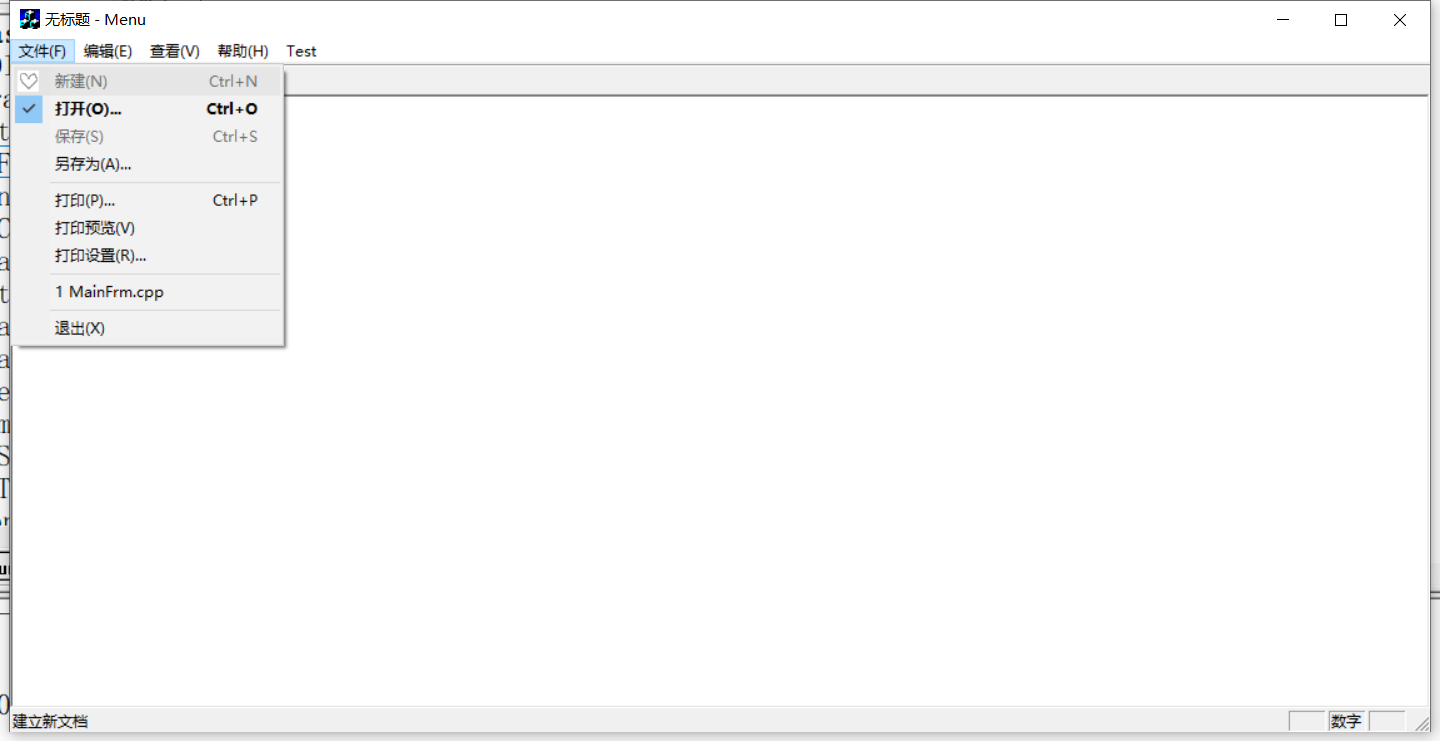 无标题 - Menu
文件(F) 编辑(E) 查看(V) 帮助(H) Test
新建(N) Ctrl+N
打开(O)... Ctrl+O
保存(S) Ctrl+S
另存为(A)...
打印(P)... Ctrl+P
打印预览(V)
打印设置(R)...
1 MainFrm.cpp
退出(X)
建立新文档 数字